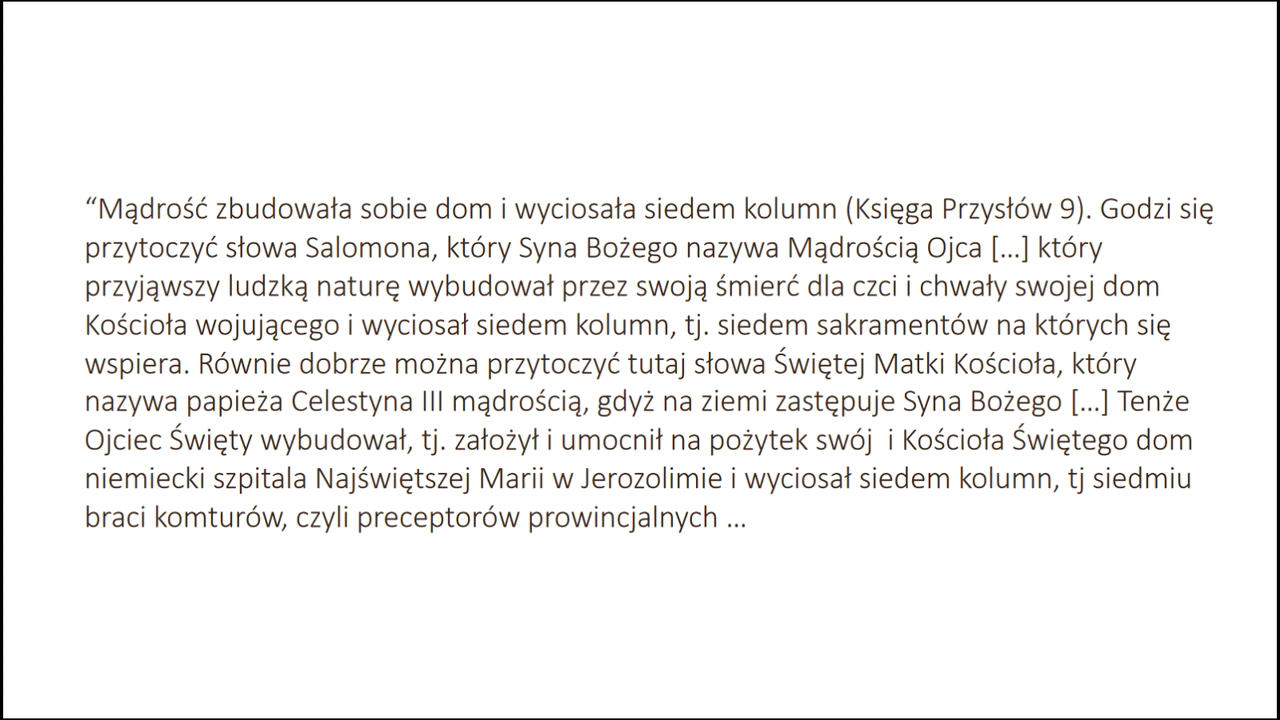 “Mądrość zbudowała sobie dom i wyciosała siedem kolumn (Księga Przysłów 9). Godzi się
przytoczyć słowa Salomona, który Syna Bożego nazywa Mądrością Ojca [...] który
przyjąwszy ludzką naturę wybudował przez swoją śmierć dla czci i chwały swojej dom
Kościoła wojującego i wyciosał siedem kolumn, tj. siedem sakramentów na których się
wspiera. Równie dobrze można przytoczyć tutaj słowa Świętej Matki Kościoła, który
nazywa papieża Celestyna III mądrością, gdyż na ziemi zastępuje Syna Bożego [...] Tenże
Ojciec Święty wybudował, tj. założył i umocnił na pożytek swój i Kościoła Świętego dom
niemiecki szpitala Najświętszej Marii w Jerozolimie i wyciosał siedem kolumn, tj siedmiu
braci komturów, czyli preceptorów prowincjalnych ...